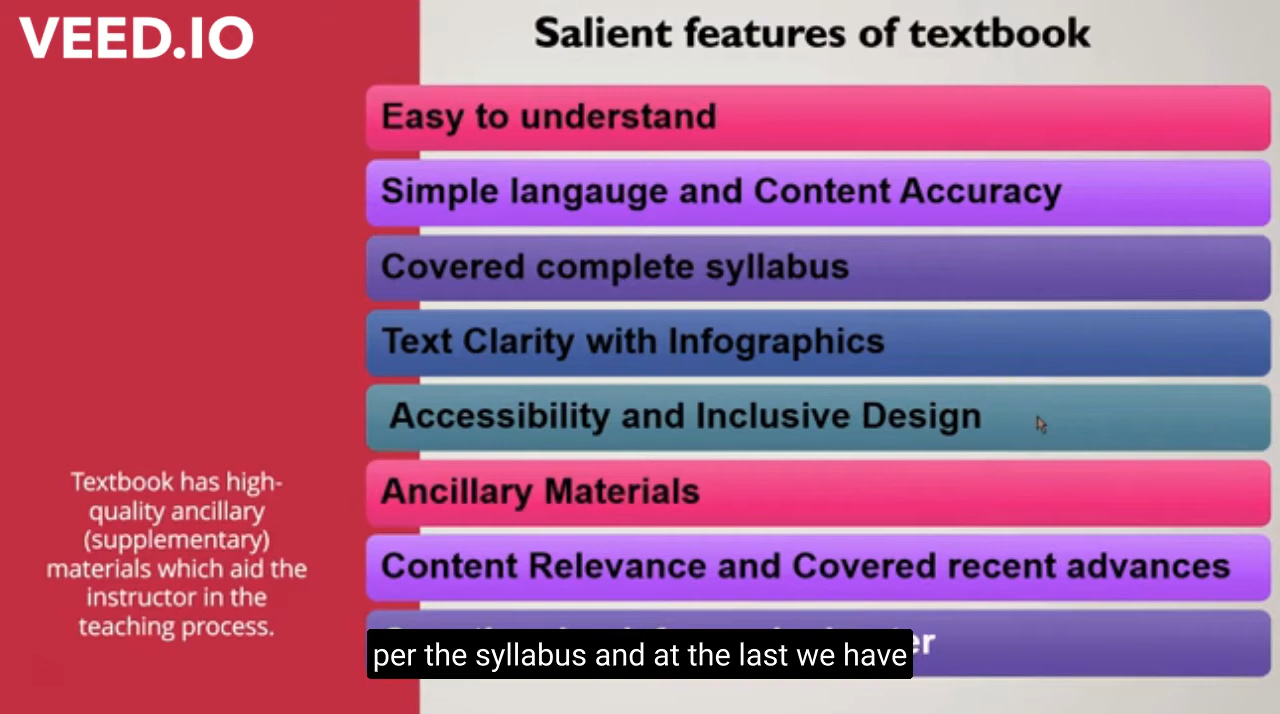 VEED.IO
Salient features of textbook
Easy to understand
Simple langauge and Content Accuracy
Covered complete syllabus
Text Clarity with Infographics
Accessibility and Inclusive Design
Ancillary Materials
Content Relevance and Covered recent advances
Textbook has high-
quality ancillary
(supplementary)
materials which aid the
instructor in the
teaching process.
per the syllabus and at the last we have